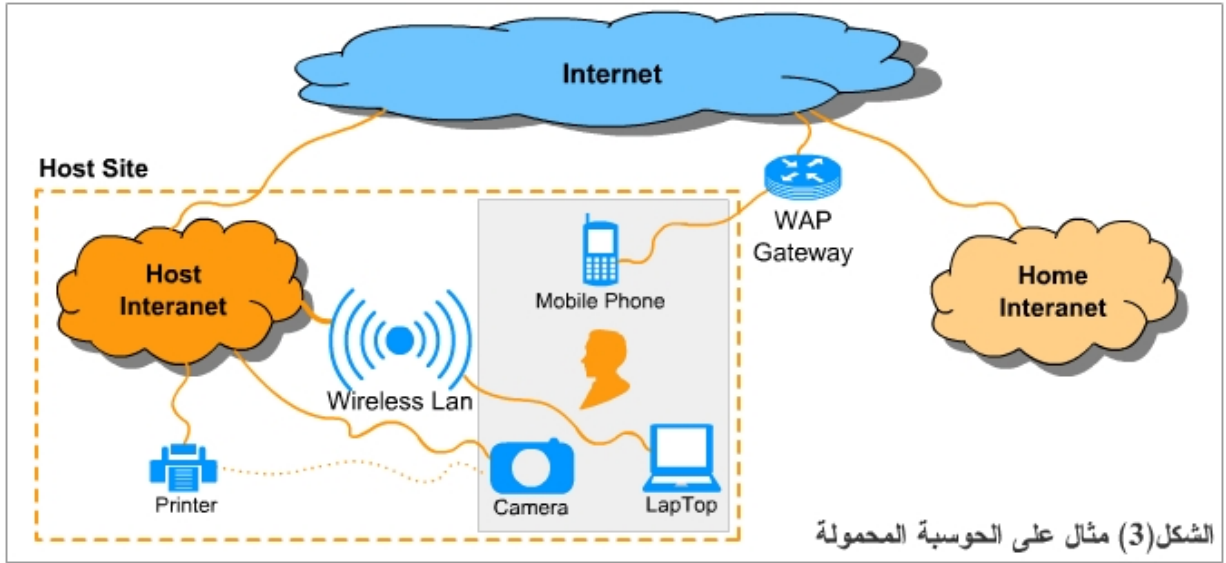 Internet
Host Site
WAP
Gateway
Host
Interanet
Mobile Phone
Home
Interanet
Wireless Lan
Printer
Camera
LapTop
الشكل(3) مثال على الحوسبة المحمولة